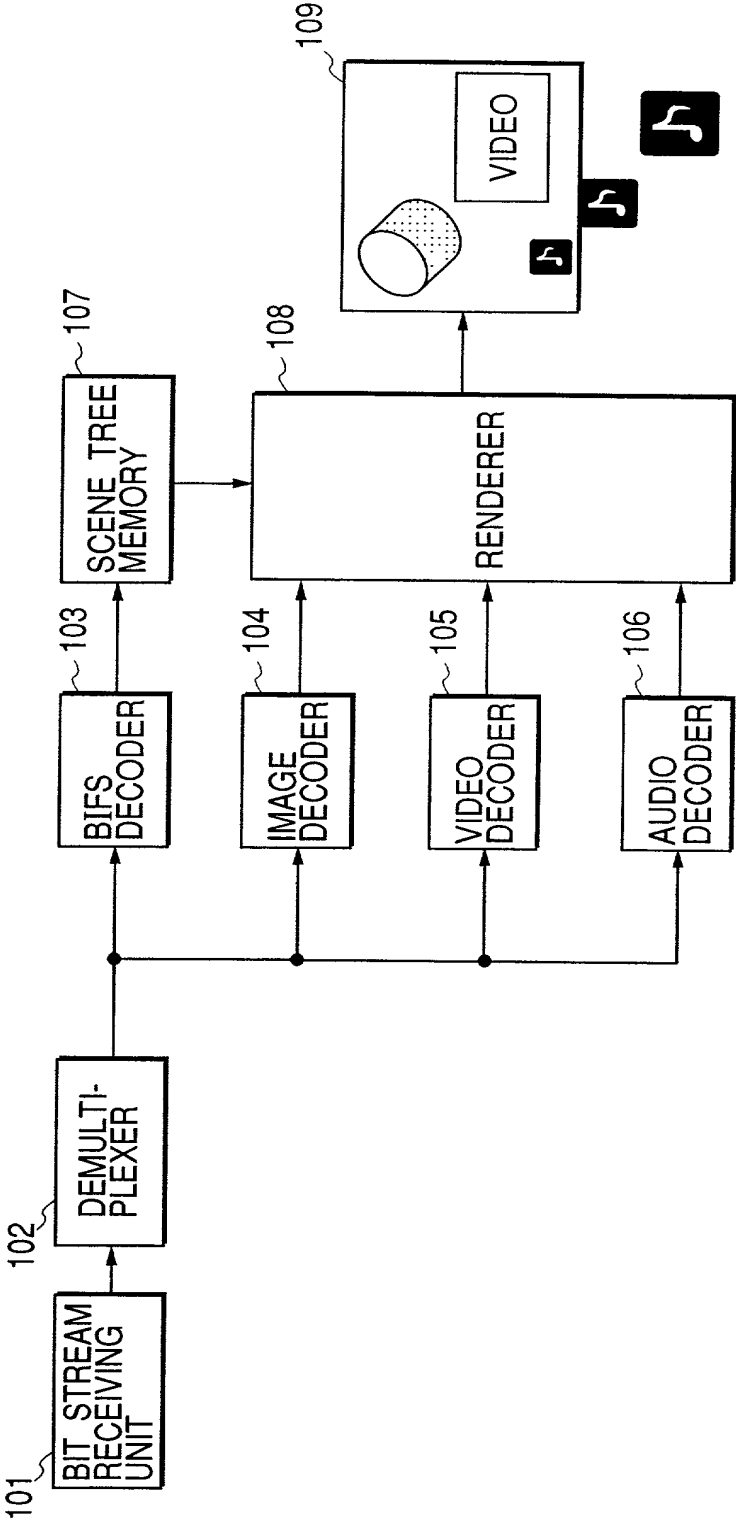 101
BIT STREAM
RECEIVING
UNIT
102
DEMULTI-
PLEXER
103
BIFS
DECODER
104
IMAGE
DECODER
105
VIDEO
DECODER
106
AUDIO
DECODER
107
SCENE TREE
MEMORY
108
RENDERER
109
VIDEO